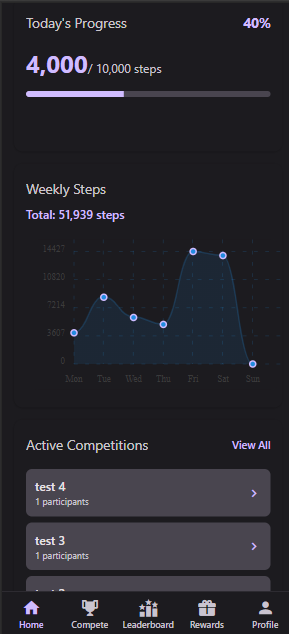 Today's Progress 40%
4,000/ 10,000 steps
Weekly Steps
Total: 51,939 steps
14427
10820
7214
3607
0
Mon Tue Wed Thu Fri Sat Sun
Active Competitions View All
test 4
1 participants
test 3
1 participants
Home Compete Leaderboard Rewards Profile